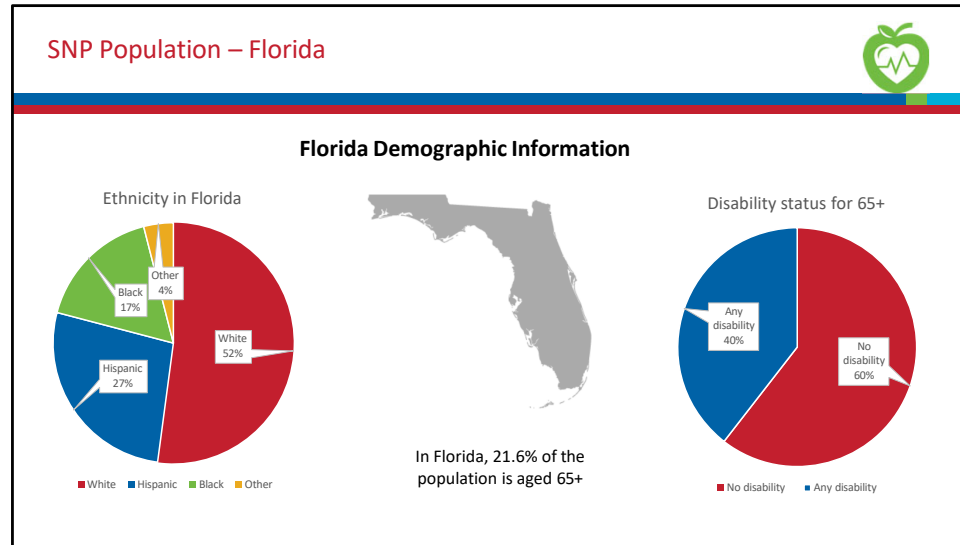 SNP Population – Florida
Florida Demographic Information
Ethnicity in Florida
Other
4%
Black
17%
White
52%
Hispanic
27%
White Hispanic Black Other
In Florida, 21.6% of the
population is aged 65+
Disability status for 65+
Any
disability
40%
No
disability
60%
No disability Any disability